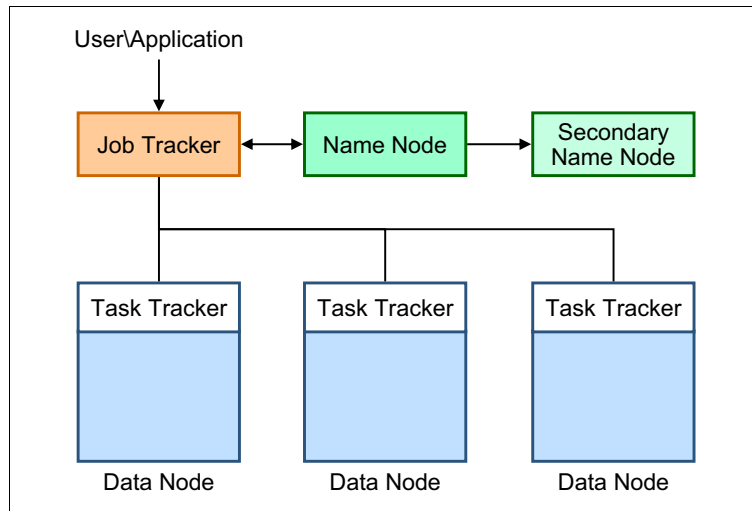 User\Application
Job Tracker
Name Node
Secondary
Name Node
Task Tracker
Task Tracker
Task Tracker
Data Node
Data Node
Data Node